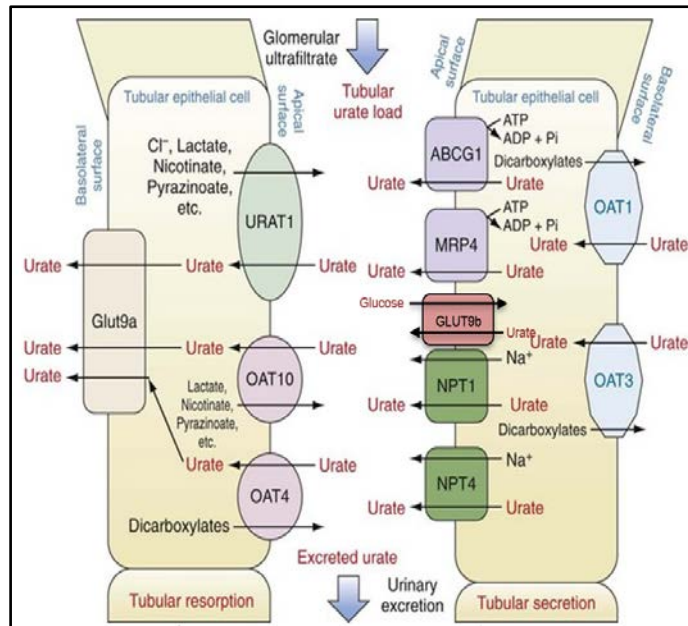 Glomerular
ultrafiltrate
Tubular
urate load
Tubular epithelial cell
Apical
surface
Basolateral
surface
Cl⁻, Lactate,
Nicotinate,
Pyrazinoate,
etc.
URAT1
Urate
Urate
Urate
Glut9a
Urate
Urate
Urate
Urate
OAT10
Lactate,
Nicotinate,
Pyrazinoate,
etc.
Urate
Urate
OAT4
Dicarboxylates
Excreted urate
Urinary
excretion
Tubular resorption
Apical
surface
Tubular epithelial cell
Basolateral
surface
ABCG1
ATP
ADP + Pi
Dicarboxylates
Urate
Urate
OAT1
MRP4
ATP
ADP + Pi
Urate
Urate
Urate
Urate
Glucose
GLUT9b
Urate
Na⁺
Urate
Urate
NPT1
OAT3
Urate
Urate
Dicarboxylates
Na⁺
NPT4
Urate
Urate
Tubular secretion